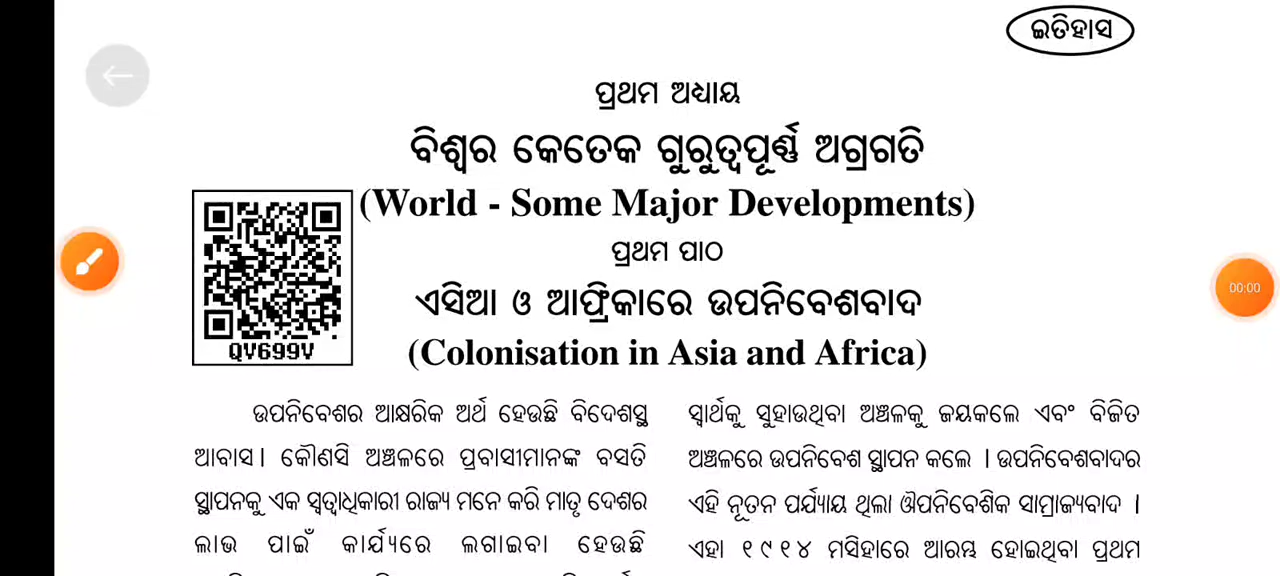 ଇତିହାସ
ପ୍ରଥମ ଅଧ୍ୟାୟ
ବିଶ୍ୱର କେତେକ ଗୁରୁତ୍ୱପୂର୍ଣ୍ଣ ଅଗ୍ରଗତି
(World - Some Major Developments)
ପ୍ରଥମ ପାଠ
ଏସିଆ ଓ ଆଫ୍ରିକାରେ ଉପନିବେଶବାଦ
(Colonisation in Asia and Africa)
QV699V
00:00
ଉପନିବେଶର ଆକ୍ଷରିକ ଅର୍ଥ ହେଉଛି ବିଦେଶସ୍ଥ
ଆବାସ। କୌଣସି ଅଞ୍ଚଳରେ ପ୍ରବାସୀମାନଙ୍କ ବସତି
ସ୍ଥାପନକୁ ଏକ ସ୍ୱତ୍ୱାଧିକାରୀ ରାଜ୍ୟ ମନେ କରି ମାତୃ ଦେଶର
ଲାଭ ପାଇଁ କାର୍ଯ୍ୟରେ ଲଗାଇବା ହେଉଛି
ସ୍ୱାର୍ଥକୁ ସୁହାଉଥିବା ଅଞ୍ଚଳକୁ ଜୟକଲେ ଏବଂ ବିଜିତ
ଅଞ୍ଚଳରେ ଉପନିବେଶ ସ୍ଥାପନ କଲେ । ଉପନିବେଶବାଦର
ଏହି ନୂତନ ପର୍ଯ୍ୟାୟ ଥିଲା ଔପନିବେଶିକ ସାମ୍ରାଜ୍ୟବାଦ ।
ଏହା ୧୯୧୪ ମସିହାରେ ଆରମ୍ଭ ହୋଇଥିବା ପ୍ରଥମ